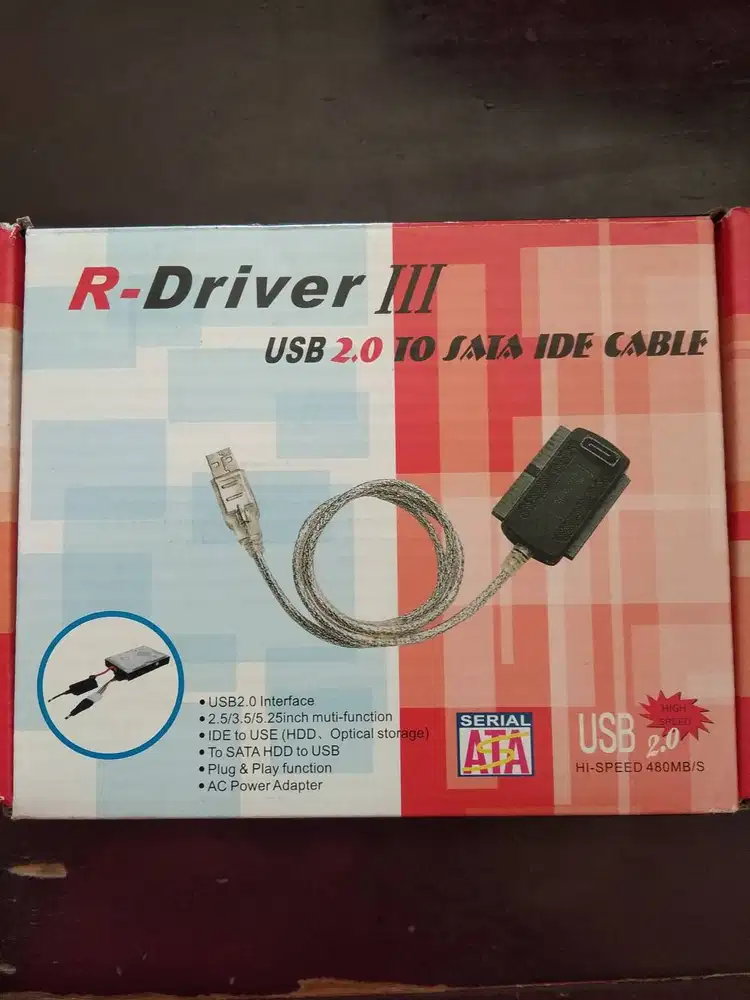 R-Driver III
USB 2.0 TO SATA IDE CABLE
• USB2.0 Interface
• 2.5/3.5/5.25inch muti-function
• IDE to USE (HDD、Optical storage)
• To SATA HDD to USB
• Plug & Play function
• AC Power Adapter
SERIAL
ATA
HIGH
SPEED
USB 2.0
HI-SPEED 480MB/S